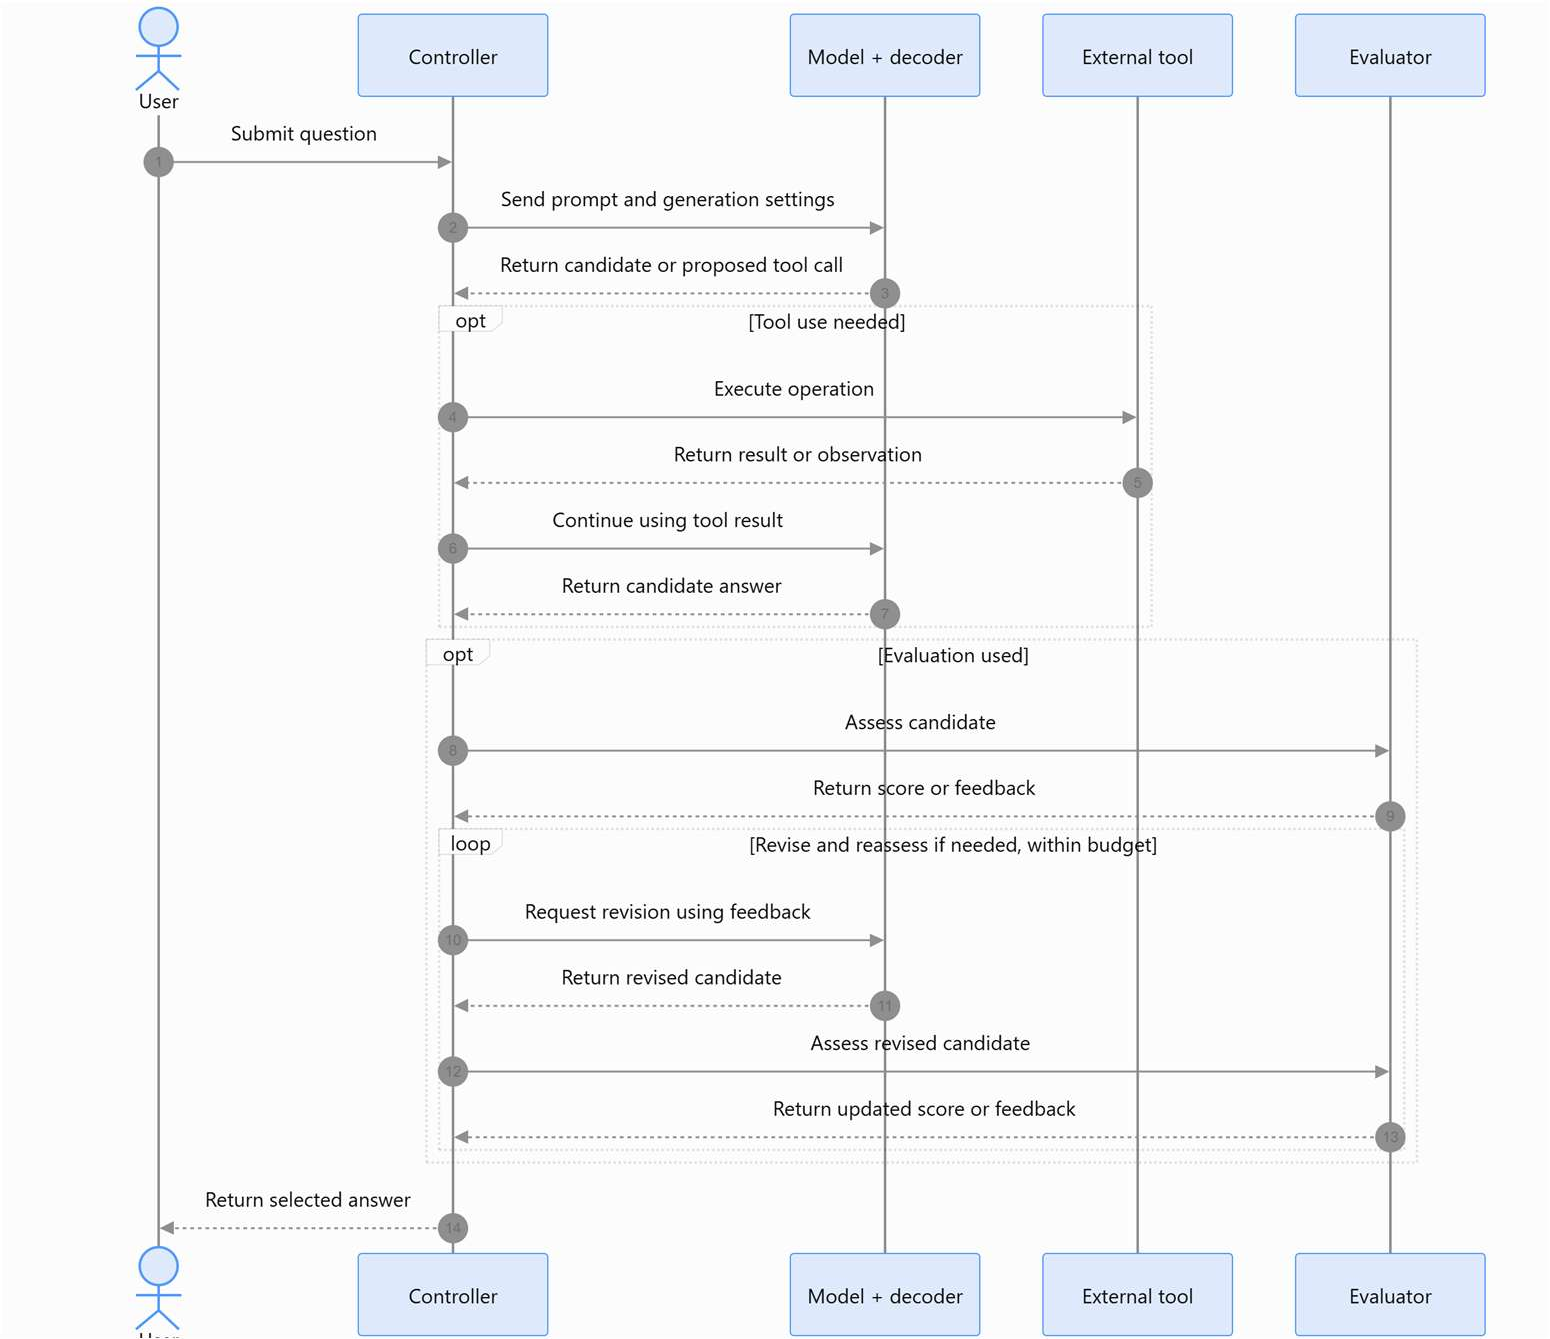 User
Controller
Model + decoder
External tool
Evaluator
Submit question
1
Send prompt and generation settings
2
Return candidate or proposed tool call
3
opt
[Tool use needed]
Execute operation
4
Return result or observation
5
Continue using tool result
6
Return candidate answer
7
opt
[Evaluation used]
Assess candidate
8
Return score or feedback
9
loop
[Revise and reassess if needed, within budget]
Request revision using feedback
10
Return revised candidate
11
Assess revised candidate
12
Return updated score or feedback
13
Return selected answer
14
Controller
Model + decoder
External tool
Evaluator
User